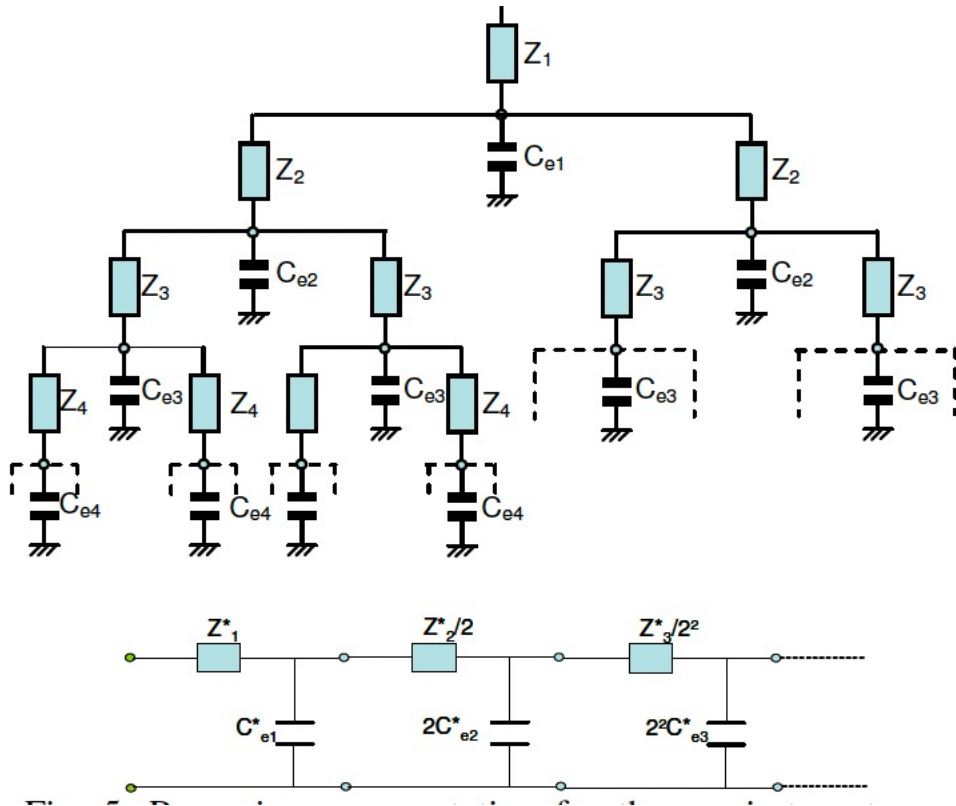 Z1
Z2
Ce1
Z2
Z3
Ce2
Z3
Z3
Ce2
Z3
Z4
Ce3
Z4
Ce3
Z4
Ce3
Ce3
Ce4
Ce4
Ce4
Z*1
Z*2/2
Z*3/2²
C*e1
2C*e2
2²C*e3